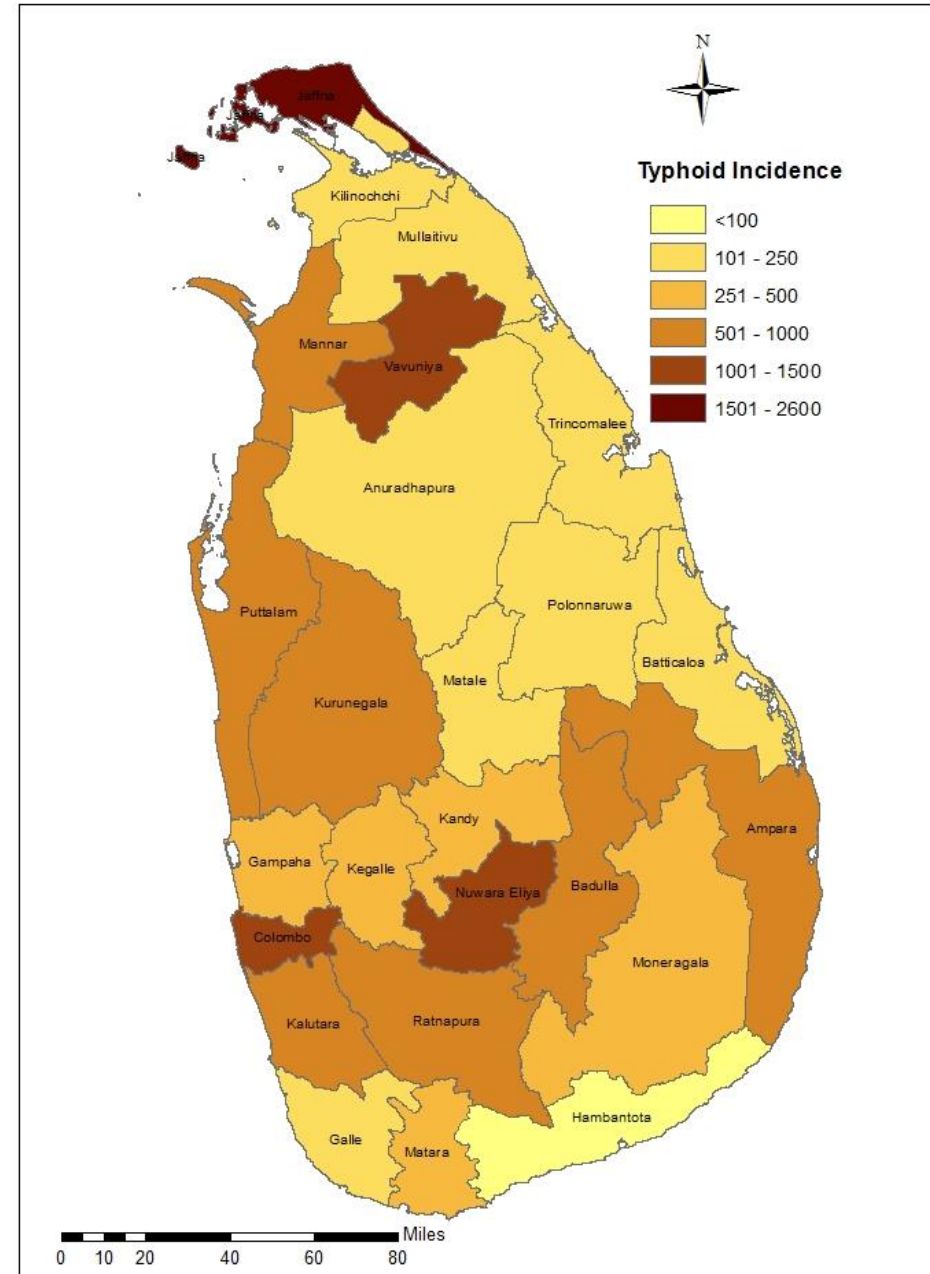 N
Jaffna
Jaffna
Jaffna
Typhoid Incidence
<100
101 - 250
251 - 500
501 - 1000
1001 - 1500
1501 - 2600
Kilinochchi
Mullaitivu
Mannar
Vavuniya
Trincomalee
Anuradhapura
Puttalam
Polonnaruwa
Batticaloa
Matale
Kurunegala
Kandy
Ampara
Gampaha
Kegalle
Nuwara Eliya
Badulla
Colombo
Moneragala
Kalutara
Ratnapura
Hambantota
Galle
Matara
Miles
0 10 20 40 60 80